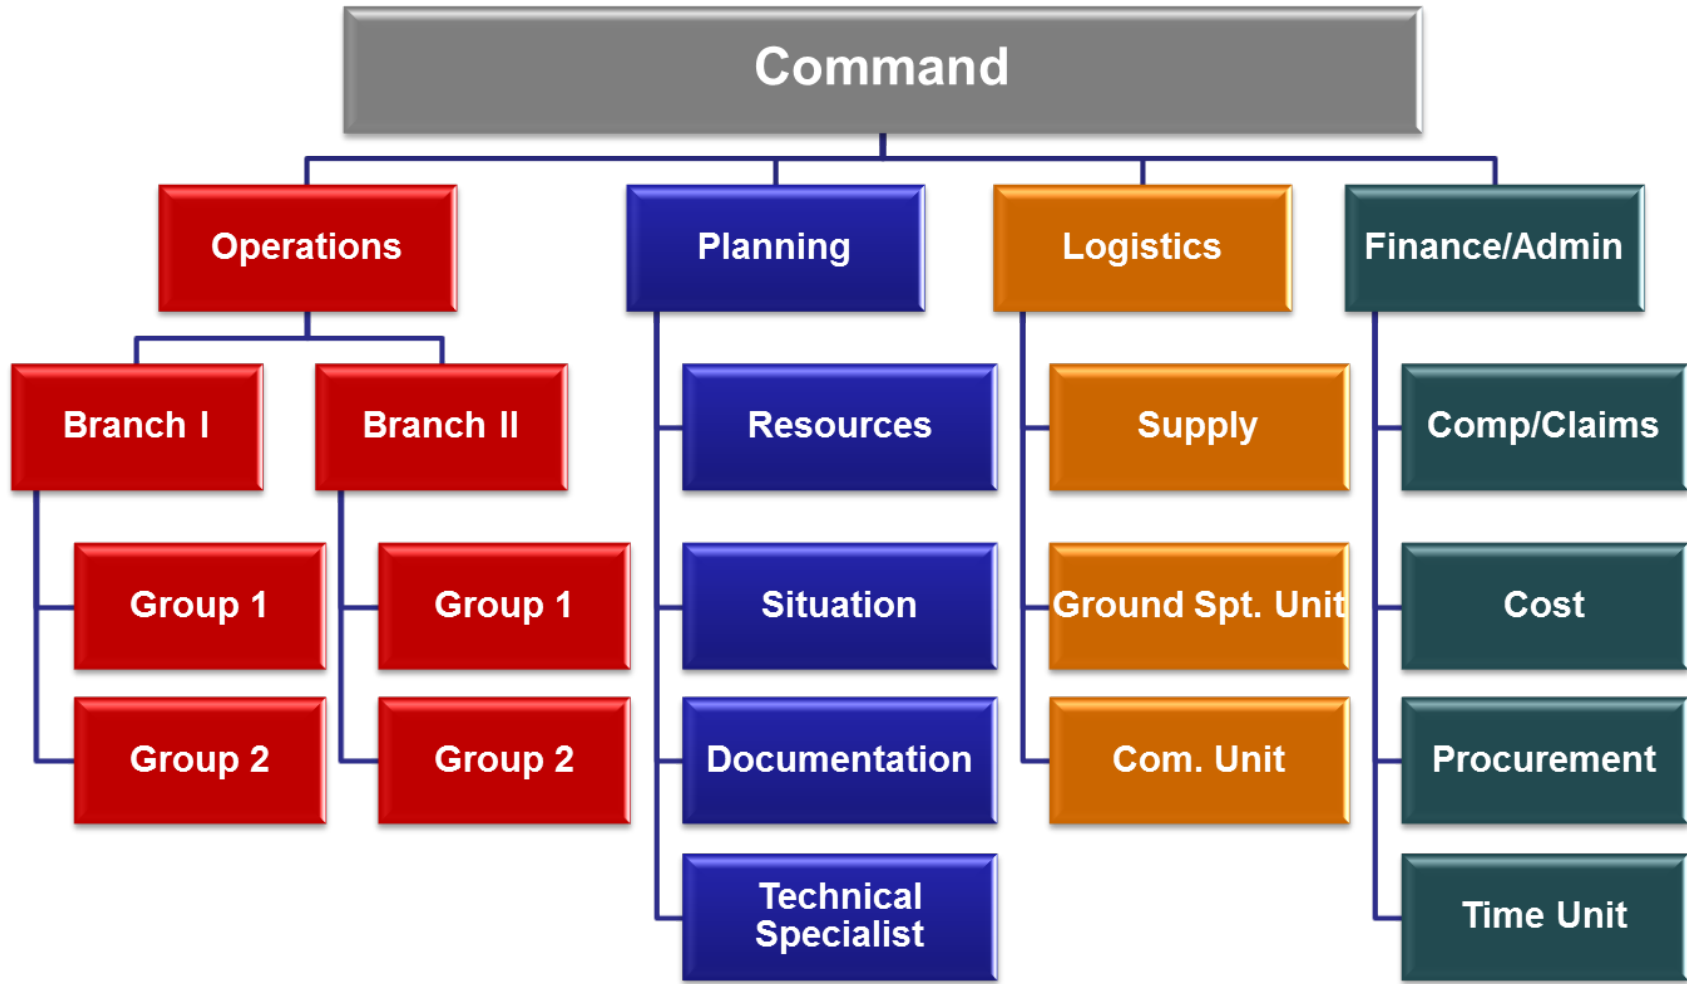 Command
Operations
Planning
Logistics
Finance/Admin
Branch I
Branch II
Resources
Supply
Comp/Claims
Group 1
Group 1
Situation
Ground Spt. Unit
Cost
Group 2
Group 2
Documentation
Com. Unit
Procurement
Technical
Specialist
Time Unit